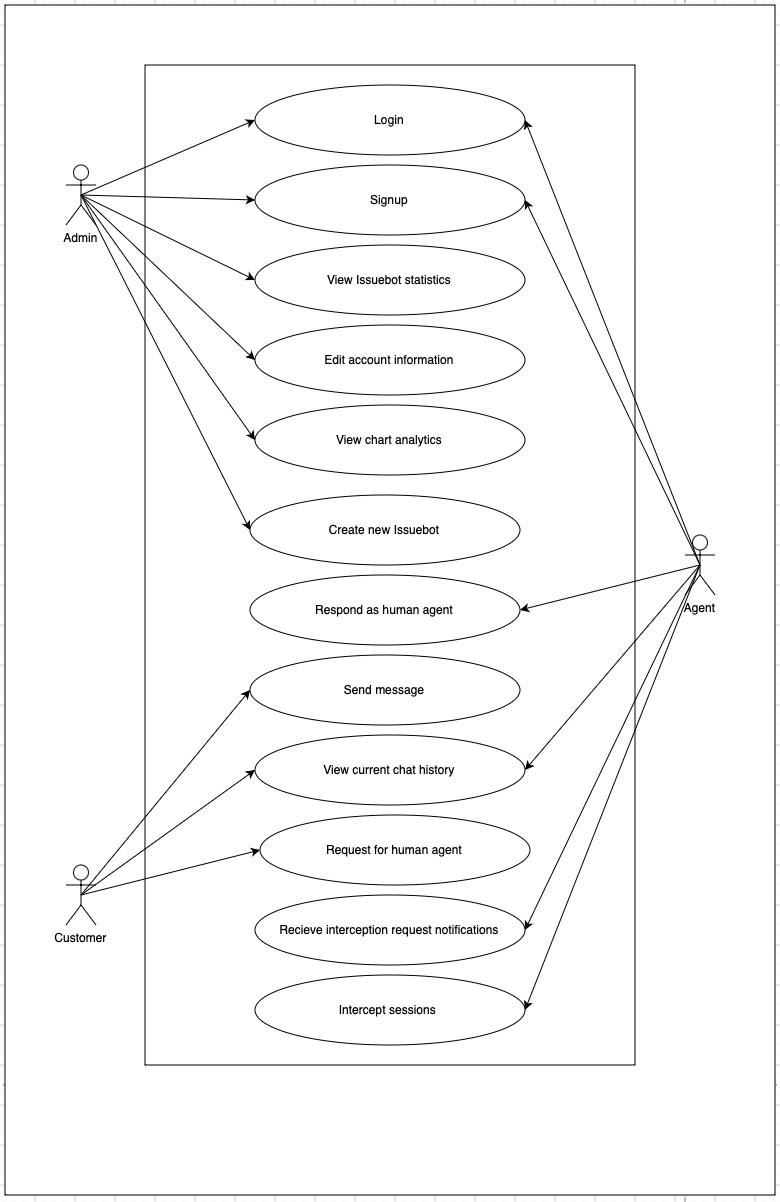 Login
Signup
Admin
View Issuebot statistics
Edit account information
View chart analytics
Create new Issuebot
Respond as human agent
Agent
Send message
View current chat history
Request for human agent
Customer
Recieve interception request notifications
Intercept sessions